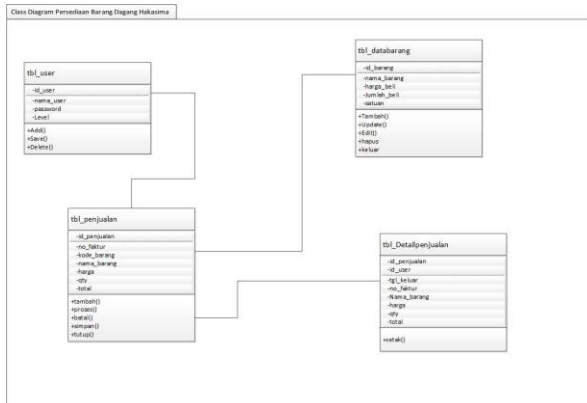 Class Diagram Persediaan Barang Dagang Hakasima
tbl_user
-id_user
-nama_user
-password
-Level
+Add()
+Save()
+Delete()
tbl_databarang
-id_barang
-nama_barang
-harga_beli
-Jumlah_beli
-satuan
+Tambah()
+Update()
+Edit()
+hapus
+keluar
tbl_penjualan
-id_penjualan
-no_faktur
-kode_barang
-nama_barang
-harga
-qty
-total
+tambah()
+proses()
+batal()
+simpan()
+tutup()
tbl_Detailpenjualan
-id_penjualan
-id_user
-tgl_keluar
-no_faktur
-Nama_barang
-harga
-qty
-total
+cetak()